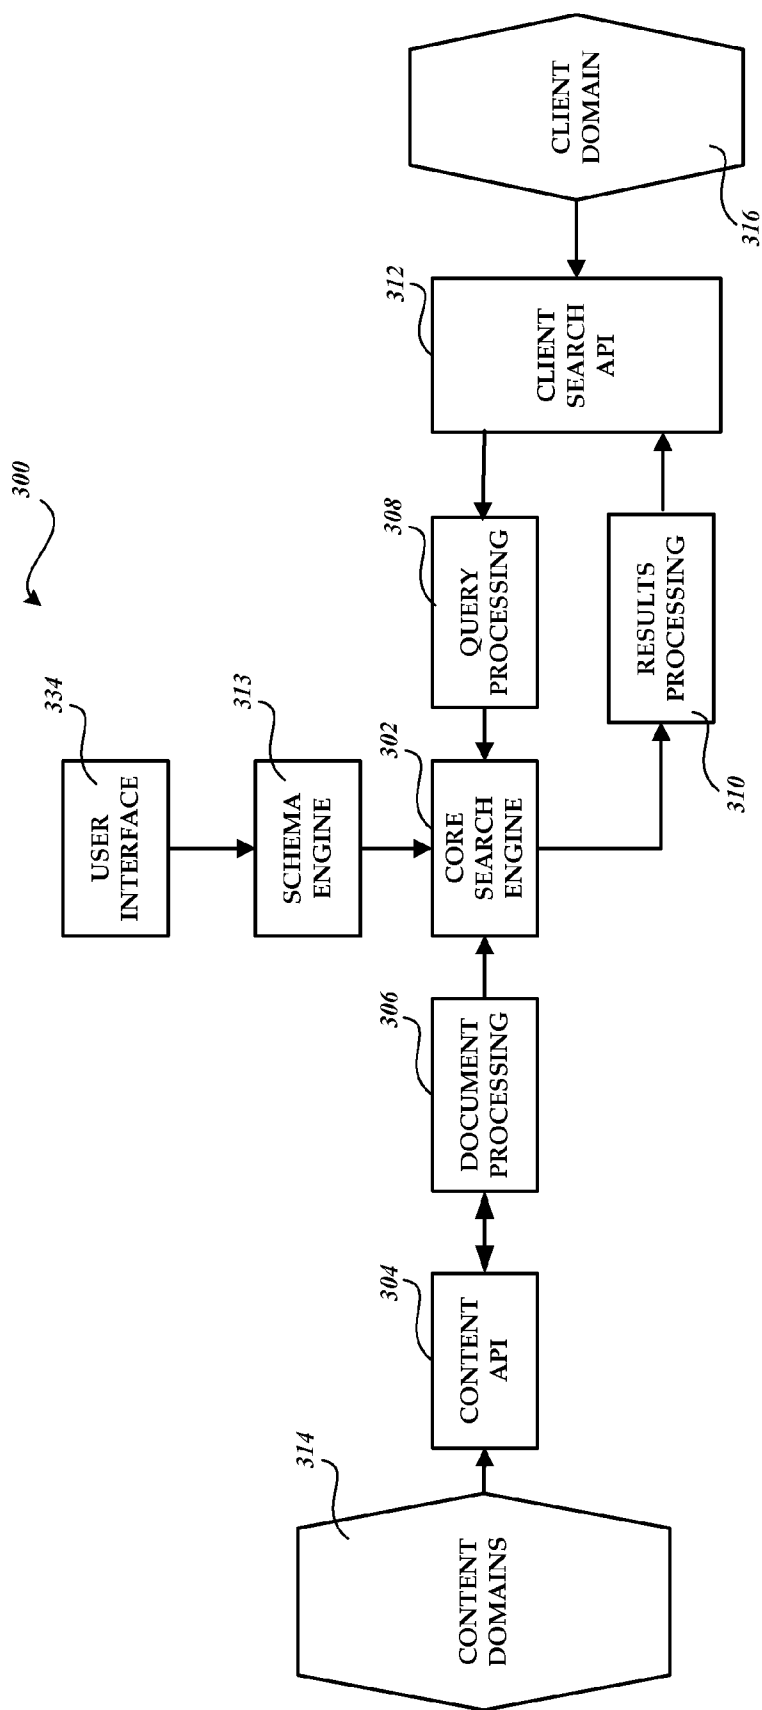 300
334
USER
INTERFACE
313
SCHEMA
ENGINE
314
CONTENT
DOMAINS
304
CONTENT
API
306
DOCUMENT
PROCESSING
302
CORE
SEARCH
ENGINE
308
QUERY
PROCESSING
312
CLIENT
SEARCH
API
CLIENT
DOMAIN
316
RESULTS
PROCESSING
310